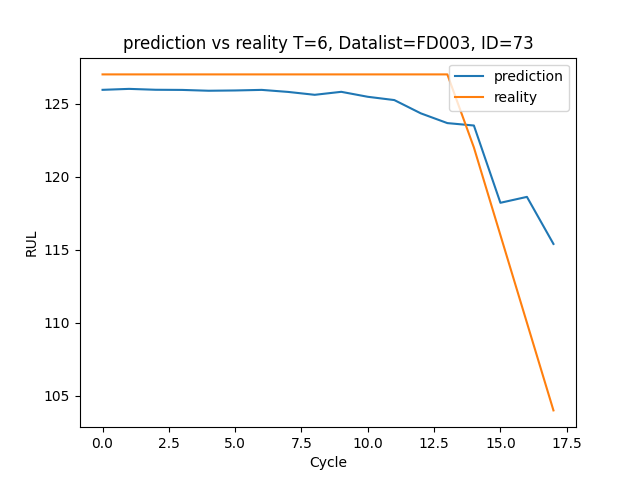 prediction vs reality T=6, Datalist=FD003, ID=73
prediction
reality
125
120
115
110
105
RUL
0.0 2.5 5.0 7.5 10.0 12.5 15.0 17.5
Cycle